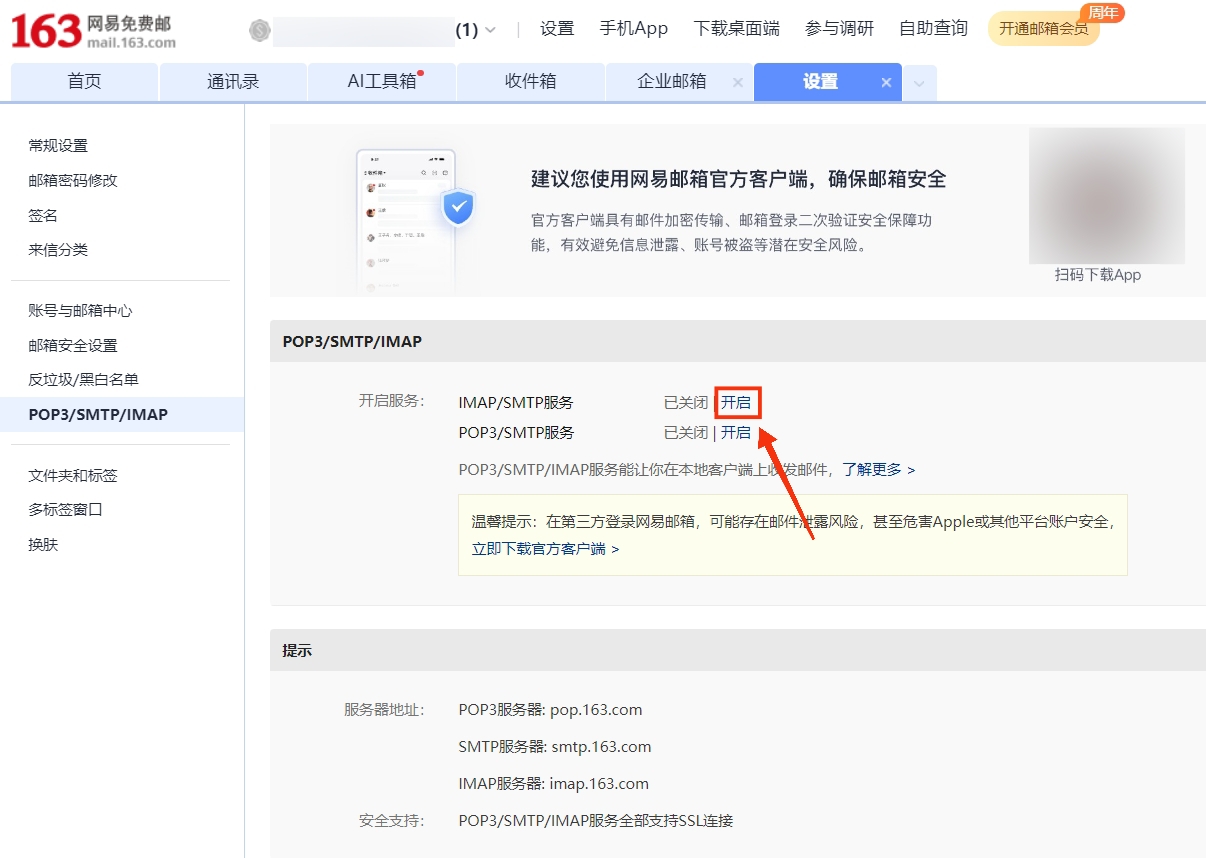 163 网易免费邮
mail.163.com
(1)
设置
手机App
下载桌面端
参与调研
自助查询
开通邮箱会员
周年
首页
通讯录
AI工具箱
收件箱
企业邮箱
设置
常规设置
邮箱密码修改
签名
来信分类
账号与邮箱中心
邮箱安全设置
反垃圾/黑白名单
POP3/SMTP/IMAP
文件夹和标签
多标签窗口
换肤
建议您使用网易邮箱官方客户端，确保邮箱安全
官方客户端具有邮件加密传输、邮箱登录二次验证安全保障功
能，有效避免信息泄露、账号被盗等潜在安全风险。
扫码下载App
POP3/SMTP/IMAP
开启服务：
IMAP/SMTP服务 已关闭 | 开启
POP3/SMTP服务 已关闭 | 开启
POP3/SMTP/IMAP服务能让你在本地客户端上收发邮件，了解更多 >
温馨提示：在第三方登录网易邮箱，可能存在邮件泄露风险，甚至危害Apple或其他平台账户安全，
立即下载官方客户端 >
提示
服务器地址：
POP3服务器: pop.163.com
SMTP服务器: smtp.163.com
IMAP服务器: imap.163.com
安全支持：
POP3/SMTP/IMAP服务全部支持SSL连接